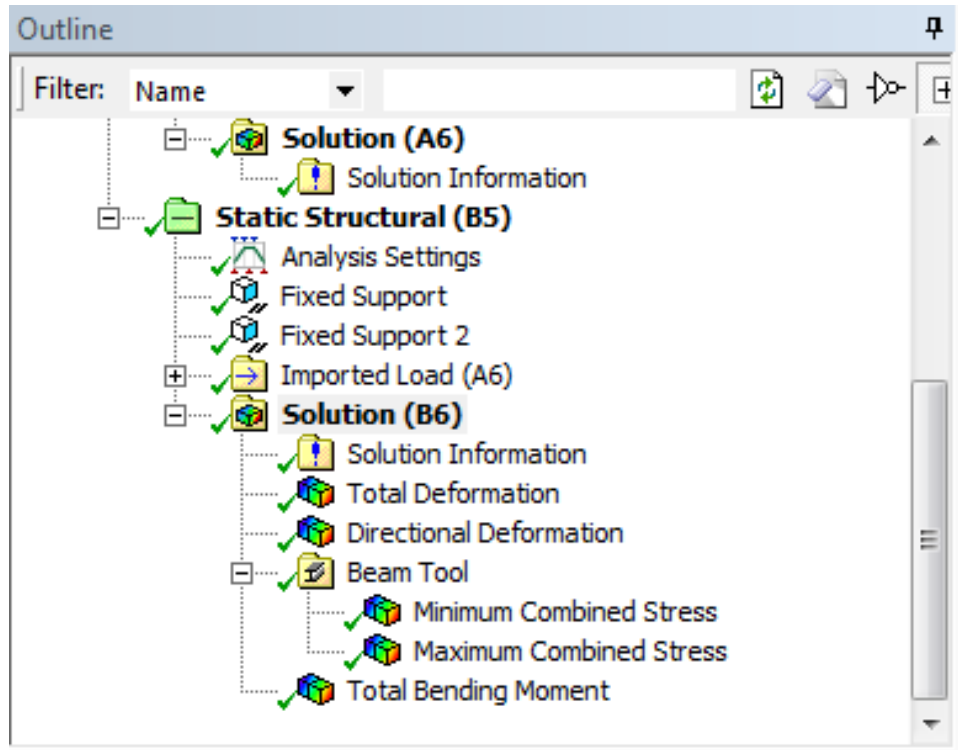 Outline
Filter: Name
Solution (A6)
Solution Information
Static Structural (B5)
Analysis Settings
Fixed Support
Fixed Support 2
Imported Load (A6)
Solution (B6)
Solution Information
Total Deformation
Directional Deformation
Beam Tool
Minimum Combined Stress
Maximum Combined Stress
Total Bending Moment